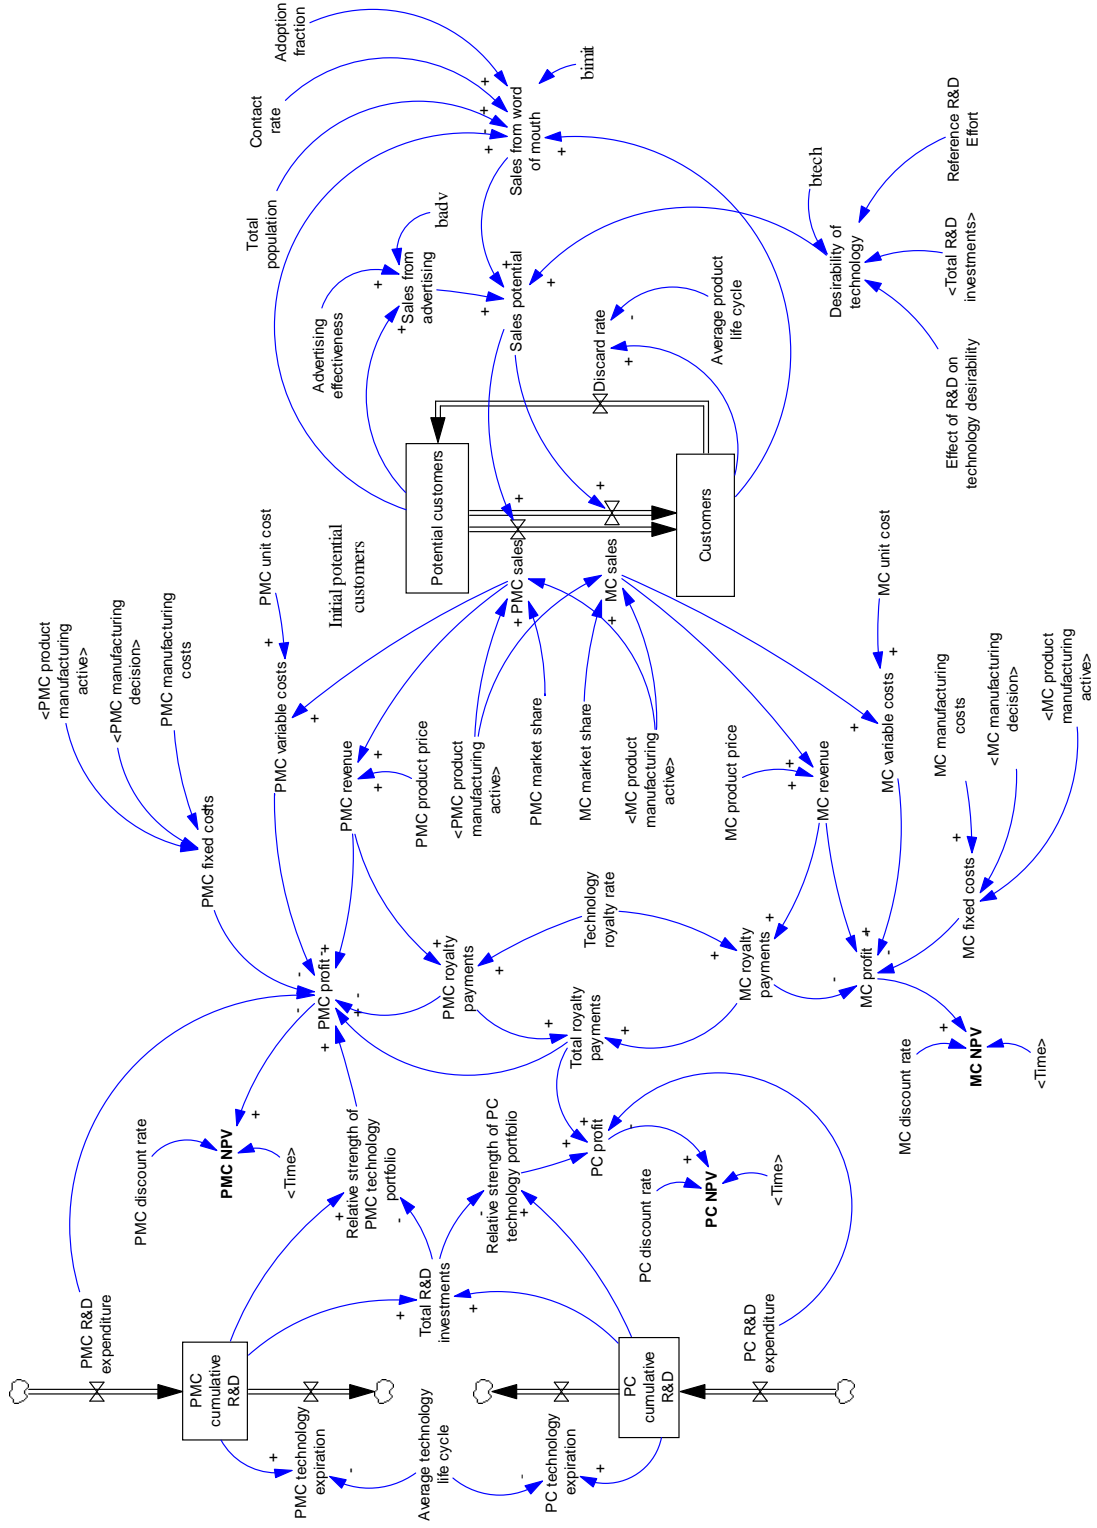 PMC technology
expiration
PC technology
expiration
Average technology
life cycle
PMC
cumulative
R&D
PC
cumulative
R&D
PMC R&D
expenditure
PC R&D
expenditure
Total R&D
investments
Relative strength of
PMC technology
portfolio
Relative strength of PC
technology portfolio
PMC discount rate
PMC NPV
<Time>
PC discount rate
PC NPV
<Time>
MC discount rate
MC NPV
<Time>
PC profit
PMC profit
MC profit
Total royalty
payments
PMC royalty
payments
MC royalty
payments
Technology
royalty rate
PMC fixed costs
<PMC product
manufacturing
active>
<PMC manufacturing
decision>
PMC manufacturing
costs
PMC variable costs
PMC unit cost
PMC revenue
PMC product price
<PMC product
manufacturing
active>
PMC market share
MC market share
<MC product
manufacturing
active>
MC product price
MC revenue
MC variable costs
MC unit cost
MC fixed costs
MC manufacturing
costs
<MC manufacturing
decision>
<MC product
manufacturing
active>
Initial potential
customers
PMC sales
MC sales
Potential customers
Customers
Discard rate
Average product
life cycle
Sales potential
Sales from
advertising
Advertising
effectiveness
badv
Total
population
Contact
rate
Adoption
fraction
Sales from word
of mouth
bimit
Desirability of
technology
btech
Effect of R&D on
technology desirability
<Total R&D
investments>
Reference R&D
Effort